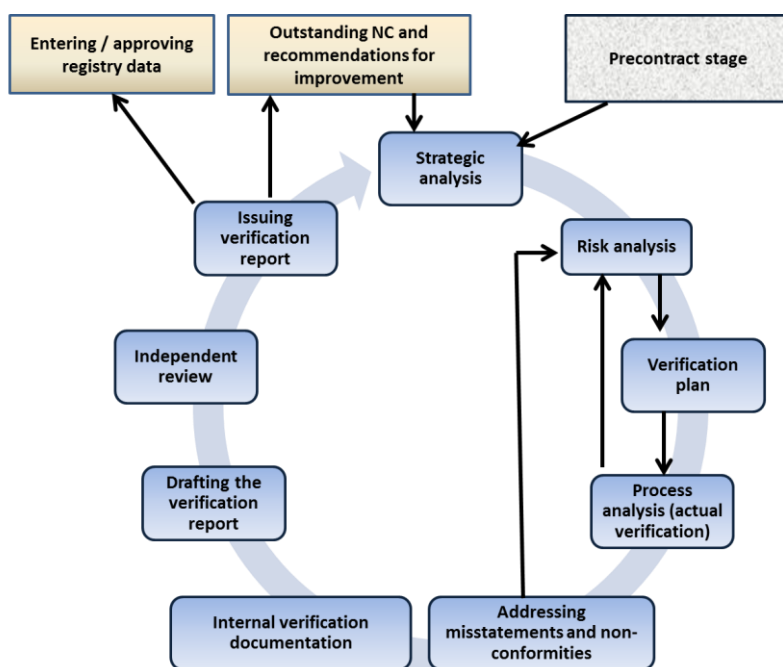 Entering / approving
registry data
Outstanding NC and
recommendations for
improvement
Precontract stage
Strategic
analysis
Risk analysis
Verification
plan
Process
analysis (actual
verification)
Addressing
misstatements and non-
conformities
Internal verification
documentation
Drafting the
verification
report
Independent
review
Issuing
verification
report